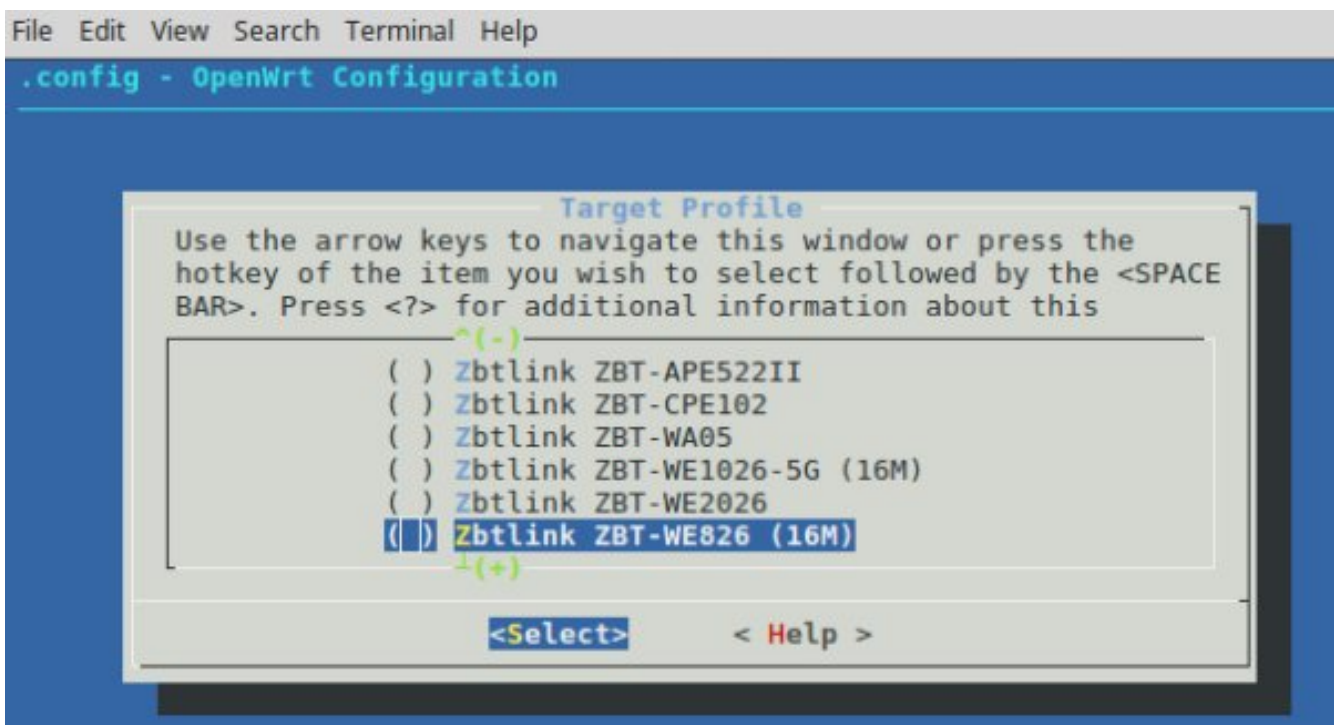 File Edit View Search Terminal Help
.config - OpenWrt Configuration
Target Profile
Use the arrow keys to navigate this window or press the
hotkey of the item you wish to select followed by the <SPACE
BAR>. Press <?> for additional information about this
^(-)
( ) Zbtlink ZBT-APE522II
( ) Zbtlink ZBT-CPE102
( ) Zbtlink ZBT-WA05
( ) Zbtlink ZBT-WE1026-5G (16M)
( ) Zbtlink ZBT-WE2026
( ) Zbtlink ZBT-WE826 (16M)
┴(+)
<Select> < Help >